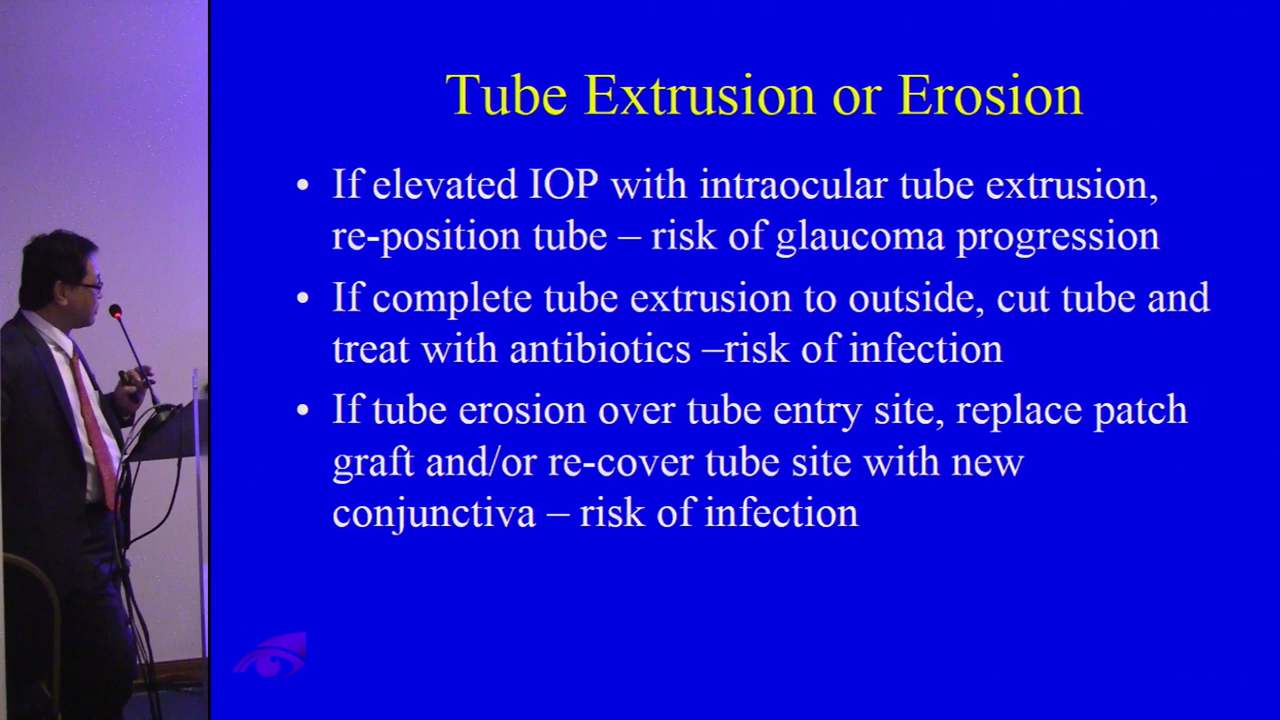 Tube Extrusion or Erosion
• If elevated IOP with intraocular tube extrusion,
re-position tube – risk of glaucoma progression
• If complete tube extrusion to outside, cut tube and
treat with antibiotics –risk of infection
• If tube erosion over tube entry site, replace patch
graft and/or re-cover tube site with new
conjunctiva – risk of infection